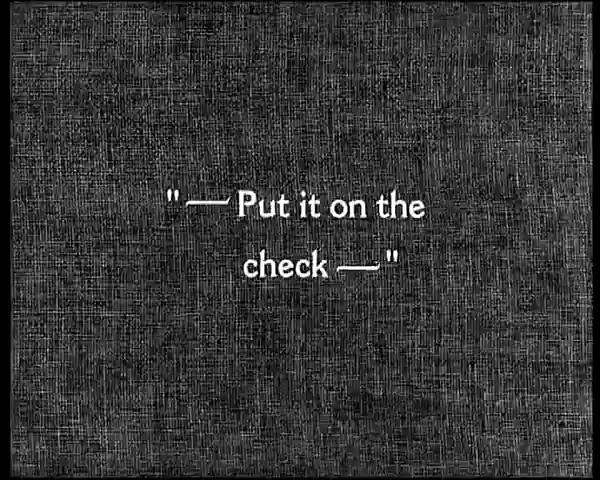 "— Put it on the
check —"